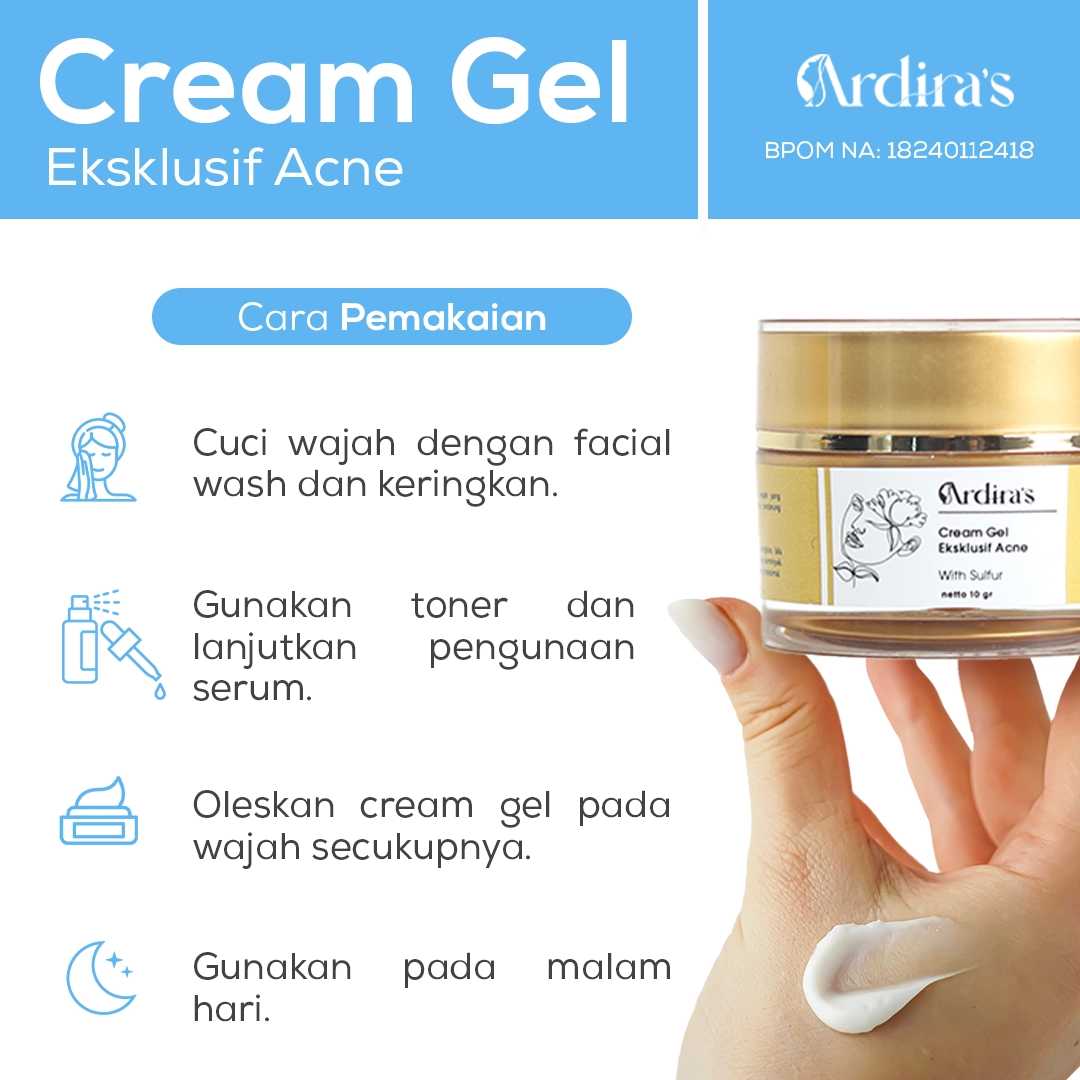 Cream Gel
Eksklusif Acne
Ardira's
BPOM NA: 18240112418
Cara Pemakaian
Cuci wajah dengan facial
wash dan keringkan.
Gunakan toner dan
lanjutkan pengunaan
serum.
Oleskan cream gel pada
wajah secukupnya.
Gunakan pada malam
hari.
Ardira's
Cream Gel
Eksklusif Acne
With Sulfur
netto 10 gr